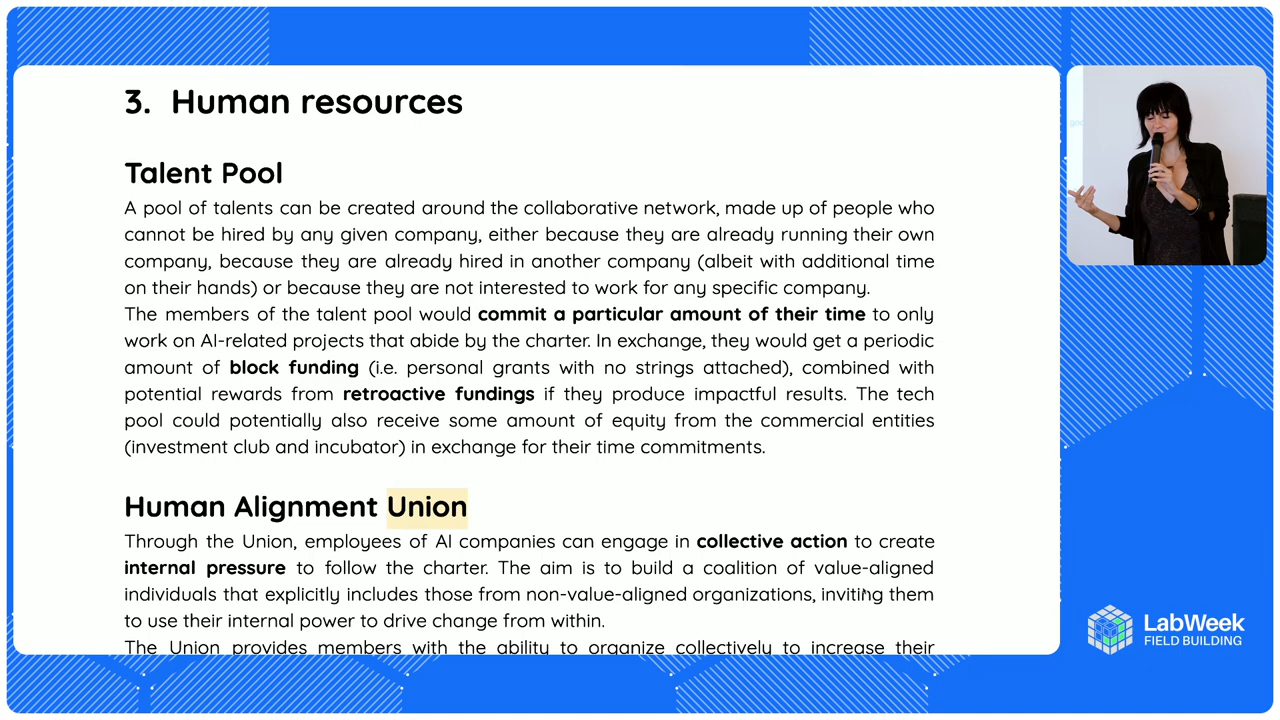 3. Human resources
Talent Pool
A pool of talents can be created around the collaborative network, made up of people who
cannot be hired by any given company, either because they are already running their own
company, because they are already hired in another company (albeit with additional time
on their hands) or because they are not interested to work for any specific company.
The members of the talent pool would commit a particular amount of their time to only
work on AI-related projects that abide by the charter. In exchange, they would get a periodic
amount of block funding (i.e. personal grants with no strings attached), combined with
potential rewards from retroactive fundings if they produce impactful results. The tech
pool could potentially also receive some amount of equity from the commercial entities
(investment club and incubator) in exchange for their time commitments.
Human Alignment Union
Through the Union, employees of AI companies can engage in collective action to create
internal pressure to follow the charter. The aim is to build a coalition of value-aligned
individuals that explicitly includes those from non-value-aligned organizations, inviting them
to use their internal power to drive change from within.
The Union provides members with the ability to organize collectively to increase their
LabWeek
FIELD BUILDING